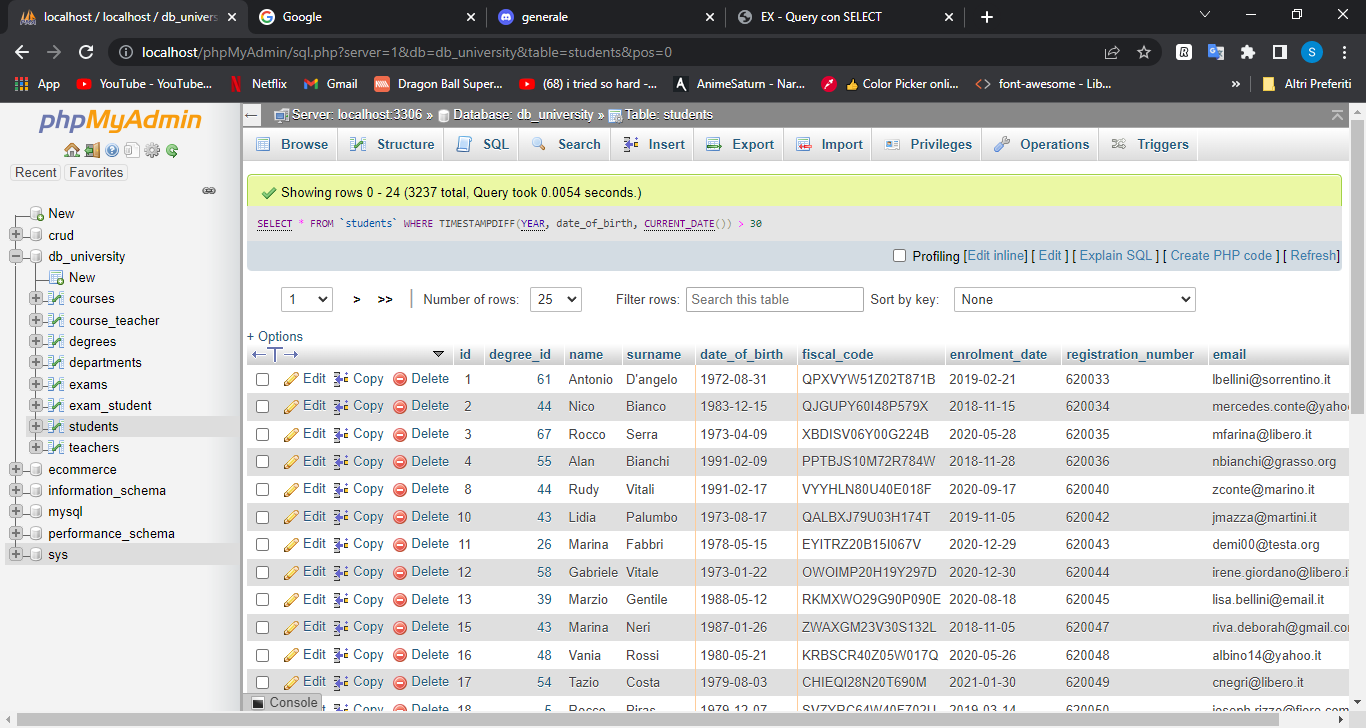 localhost / localhost / db_univers
Google
generale
EX - Query con SELECT
localhost/phpMyAdmin/sql.php?server=1&db=db_university&table=students&pos=0
S
App
YouTube - YouTube...
Netflix
Gmail
Dragon Ball Super...
(68) i tried so hard -...
AnimeSaturn - Nar...
👍 Color Picker onli...
font-awesome - Lib...
»
Altri Preferiti
phpMyAdmin
Recent
Favorites
New
crud
db_university
New
courses
course_teacher
degrees
departments
exams
exam_student
students
teachers
ecommerce
information_schema
mysql
performance_schema
sys
Server: localhost:3306 » Database: db_university » Table: students
Browse Structure SQL Search Insert Export Import Privileges Operations Triggers
Showing rows 0 - 24 (3237 total, Query took 0.0054 seconds.)
SELECT * FROM `students` WHERE TIMESTAMPDIFF(YEAR, date_of_birth, CURRENT_DATE()) > 30
Profiling [Edit inline] [ Edit ] [ Explain SQL ] [ Create PHP code ] [ Refresh]
1 > >> | Number of rows: 25 Filter rows: Search this table Sort by key: None
+ Options
←T→ id degree_id name surname date_of_birth fiscal_code enrolment_date registration_number email
Edit Copy Delete 1 61 Antonio D'angelo 1972-08-31 QPXVYW51Z02T871B 2019-02-21 620033 lbellini@sorrentino.it
Edit Copy Delete 2 44 Nico Bianco 1983-12-15 QJGUPY60I48P579X 2018-11-15 620034 mercedes.conte@yahoo
Edit Copy Delete 3 67 Rocco Serra 1973-04-09 XBDISV06Y00G224B 2020-05-28 620035 mfarina@libero.it
Edit Copy Delete 4 55 Alan Bianchi 1991-02-09 PPTBJS10M72R784W 2018-11-28 620036 nbianchi@grasso.org
Edit Copy Delete 8 44 Rudy Vitali 1991-02-17 VYYHLN80U40E018F 2020-09-17 620040 zconte@marino.it
Edit Copy Delete 10 43 Lidia Palumbo 1973-08-17 QALBXJ79U03H174T 2019-11-05 620042 jmazza@martini.it
Edit Copy Delete 11 26 Marina Fabbri 1978-05-15 EYITRZ20B15I067V 2020-12-29 620043 demi00@testa.org
Edit Copy Delete 12 58 Gabriele Vitale 1973-01-22 OWOIMP20H19Y297D 2020-12-30 620044 irene.giordano@libero.i
Edit Copy Delete 13 39 Marzio Gentile 1988-05-12 RKMXWO29G90P090E 2020-08-18 620045 lisa.bellini@email.it
Edit Copy Delete 15 43 Marina Neri 1987-01-26 ZWAXGM23V30S132L 2018-11-05 620047 riva.deborah@gmail.co
Edit Copy Delete 16 48 Vania Rossi 1980-05-21 KRBSCR40Z05W017Q 2020-05-26 620048 albino14@yahoo.it
Edit Copy Delete 17 54 Tazio Costa 1979-08-03 CHIEQI28N20T690M 2021-01-30 620049 cnegri@libero.it
Console Edit Copy Delete 18 5 Rocco Piras 1979-12-07 SVZYRC64W40F702U 2019-03-14 620050